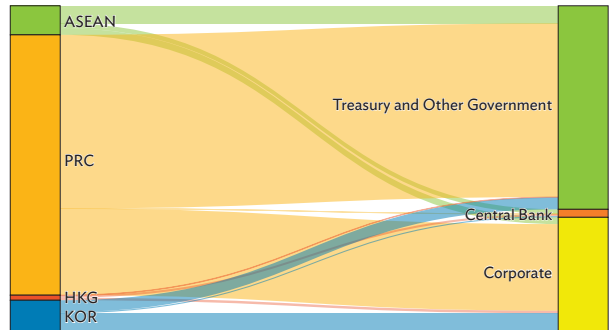 ASEAN
Treasury and Other Government
PRC
Central Bank
Corporate
HKG
KOR